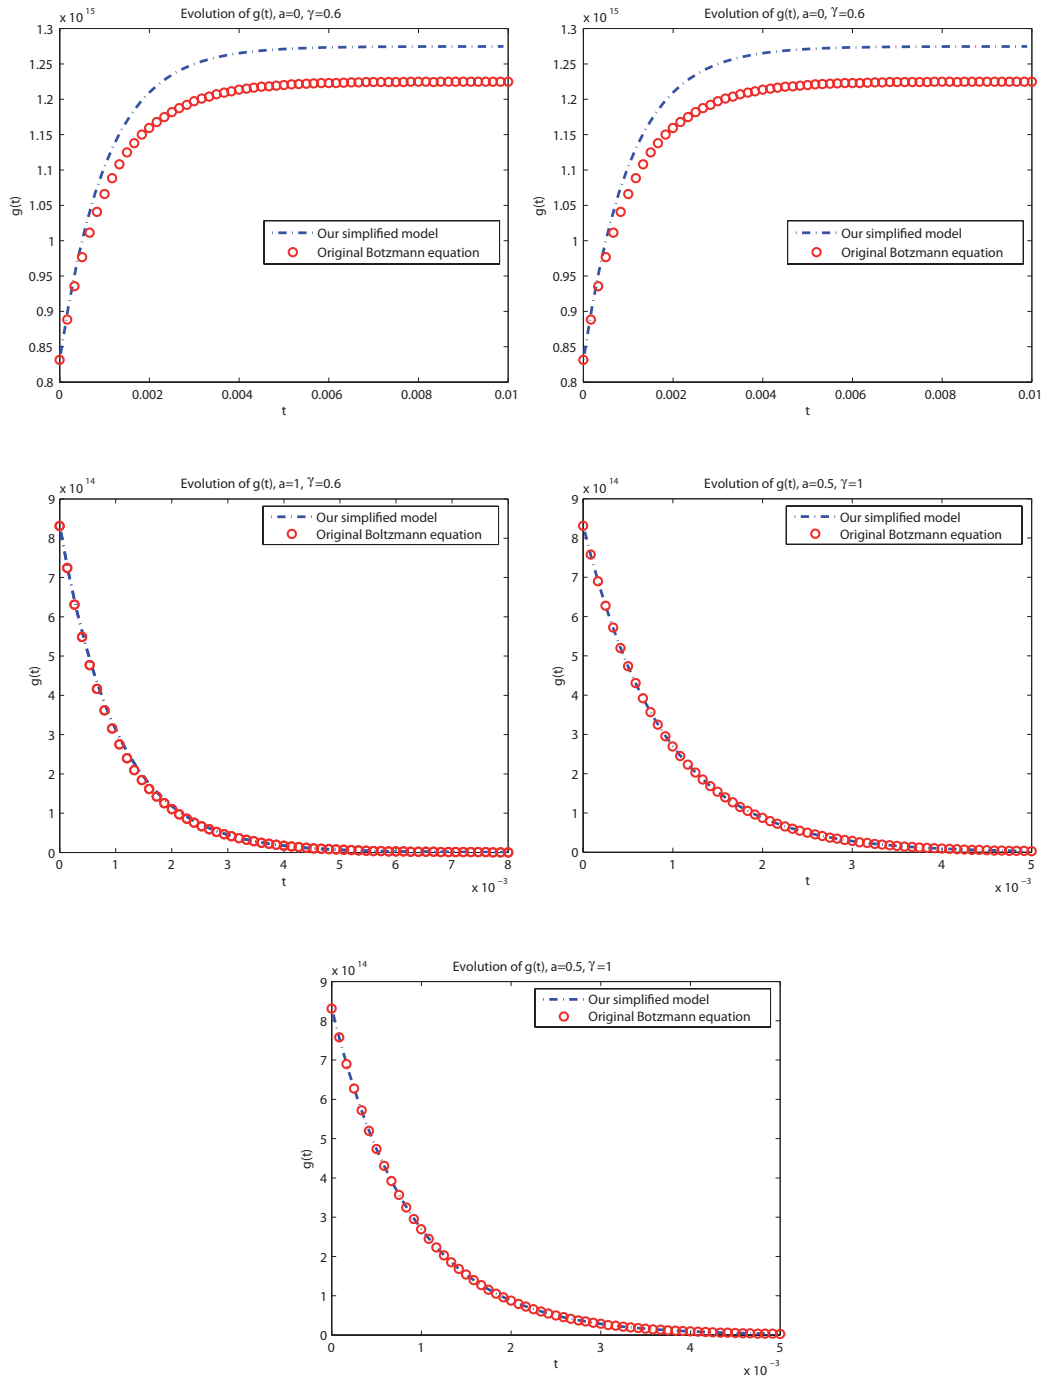 Evolution of g(t), a=0, γ=0.6
x 10 15
1.3
1.25
1.2
1.15
1.1
1.05
1
0.95
0.9
0.85
0.8
g(t)
Our simplified model
Original Botzmann equation
0 0.002 0.004 0.006 0.008 0.01
t
Evolution of g(t), a=0, γ=0.6
x 10 15
1.3
1.25
1.2
1.15
1.1
1.05
1
0.95
0.9
0.85
0.8
g(t)
Our simplified model
Original Botzmann equation
0 0.002 0.004 0.006 0.008 0.01
t
Evolution of g(t), a=1, γ=0.6
x 10 14
9
8
7
6
5
4
3
2
1
0
g(t)
Our simplified model
Original Boltzmann equation
0 1 2 3 4 5 6 7 8
t
x 10 −3
Evolution of g(t), a=0.5, γ=1
x 10 14
9
8
7
6
5
4
3
2
1
0
g(t)
Our simplified model
Original Botzmann equation
0 1 2 3 4 5
t
x 10 −3
Evolution of g(t), a=0.5, γ=1
x 10 14
9
8
7
6
5
4
3
2
1
0
g(t)
Our simplified model
Original Botzmann equation
0 1 2 3 4 5
t
x 10 −3